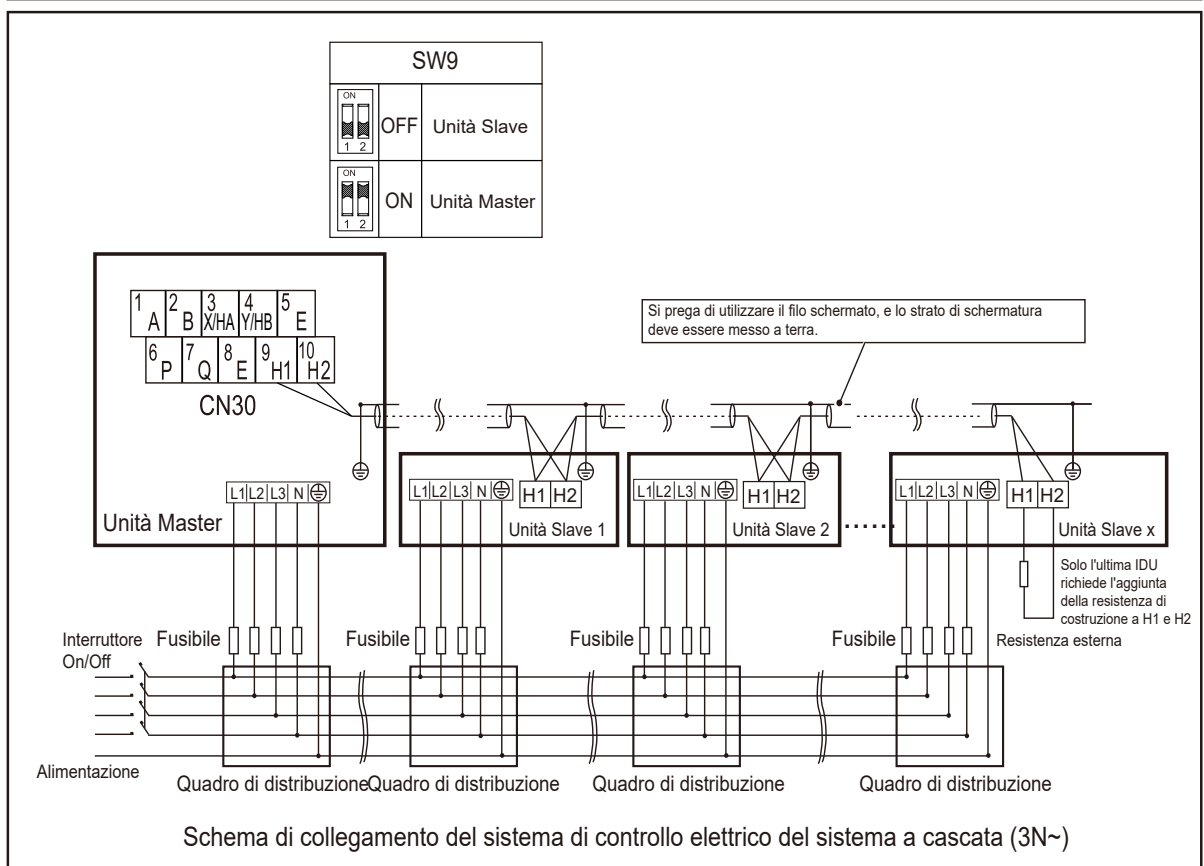 SW9
ON
1 2
OFF
Unità Slave
ON
1 2
ON
Unità Master
1 A
2 B
3 X/HA
4 Y/HB
5 E
6 P
7 Q
8 E
9 H1
10 H2
CN30
Si prega di utilizzare il filo schermato, e lo strato di schermatura
deve essere messo a terra.
L1 L2 L3 N
Unità Master
L1 L2 L3 N
H1 H2
Unità Slave 1
L1 L2 L3 N
H1 H2
Unità Slave 2
L1 L2 L3 N
H1 H2
Unità Slave x
Solo l'ultima IDU
richiede l'aggiunta
della resistenza di
costruzione a H1 e H2
Resistenza esterna
Interruttore
On/Off
Fusibile
Fusibile
Fusibile
Fusibile
Alimentazione
Quadro di distribuzione
Quadro di distribuzione
Quadro di distribuzione
Quadro di distribuzione
Schema di collegamento del sistema di controllo elettrico del sistema a cascata (3N~)